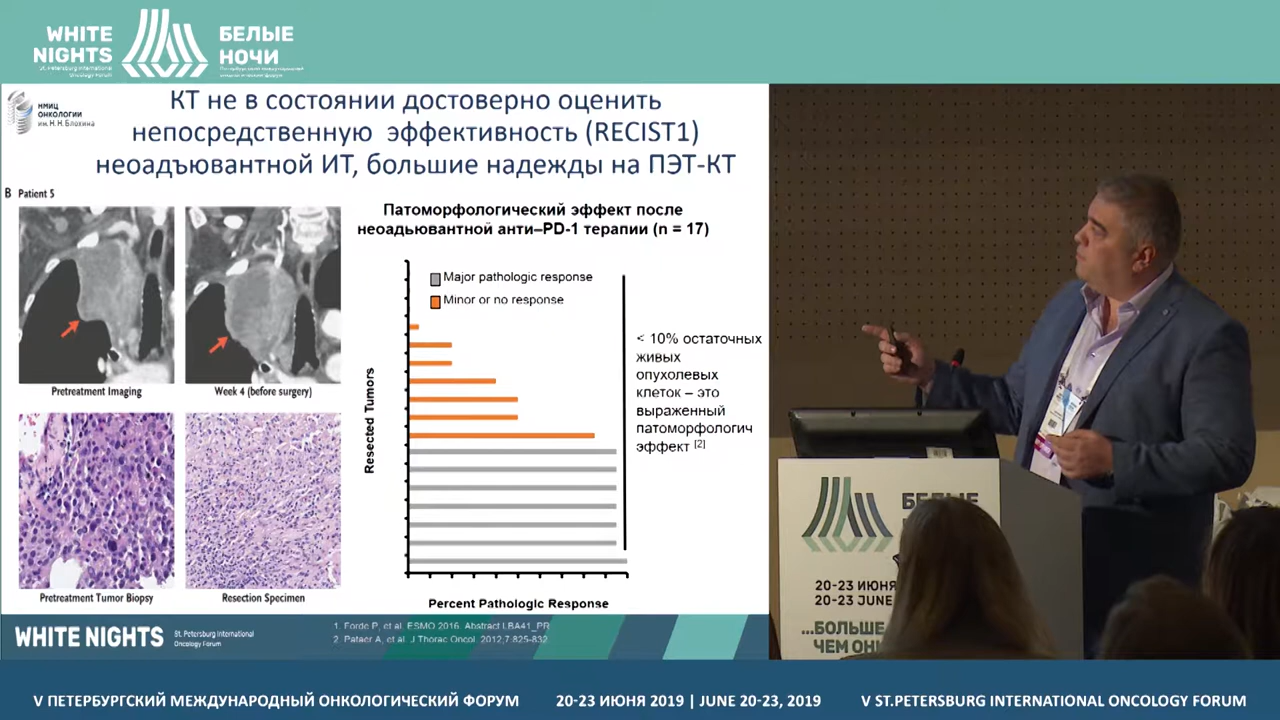 WHITE
NIGHTS
St. Petersburg International
Oncology Forum
БЕЛЫЕ
НОЧИ
НМИЦ
ОНКОЛОГИИ
им. Н. Н. Блохина
КТ не в состоянии достоверно оценить
непосредственную эффективность (RECIST1)
неоадъювантной ИТ, большие надежды на ПЭТ-КТ
B Patient 5
Pretreatment Imaging
Week 4 (before surgery)
Pretreatment Tumor Biopsy
Resection Specimen
Патоморфологический эффект после
неоадьювантной анти–PD-1 терапии (n = 17)
Major pathologic response
Minor or no response
Resected Tumors
Percent Pathologic Response
< 10% остаточных
живых
опухолевых
клеток – это
выраженный
патоморфологич
эффект [2]
WHITE NIGHTS
St. Petersburg International
Oncology Forum
1. Forde P, et al. ESMO 2016. Abstract LBA41_PR
2. Pataer A, et al. J Thorac Oncol. 2012;7:825-832
БЕЛЫЕ
20-23 ИЮНЯ
20-23 JUNE
...БОЛЬШЕ
ЧЕМ ОН
V ПЕТЕРБУРГСКИЙ МЕЖДУНАРОДНЫЙ ОНКОЛОГИЧЕСКИЙ ФОРУМ
20-23 ИЮНЯ 2019 | JUNE 20-23, 2019
V ST.PETERSBURG INTERNATIONAL ONCOLOGY FORUM